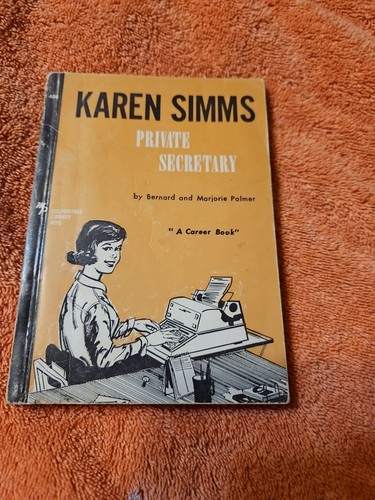 KAREN SIMMS
PRIVATE
SECRETARY
by Bernard and Marjorie Palmer
"A Career Book"